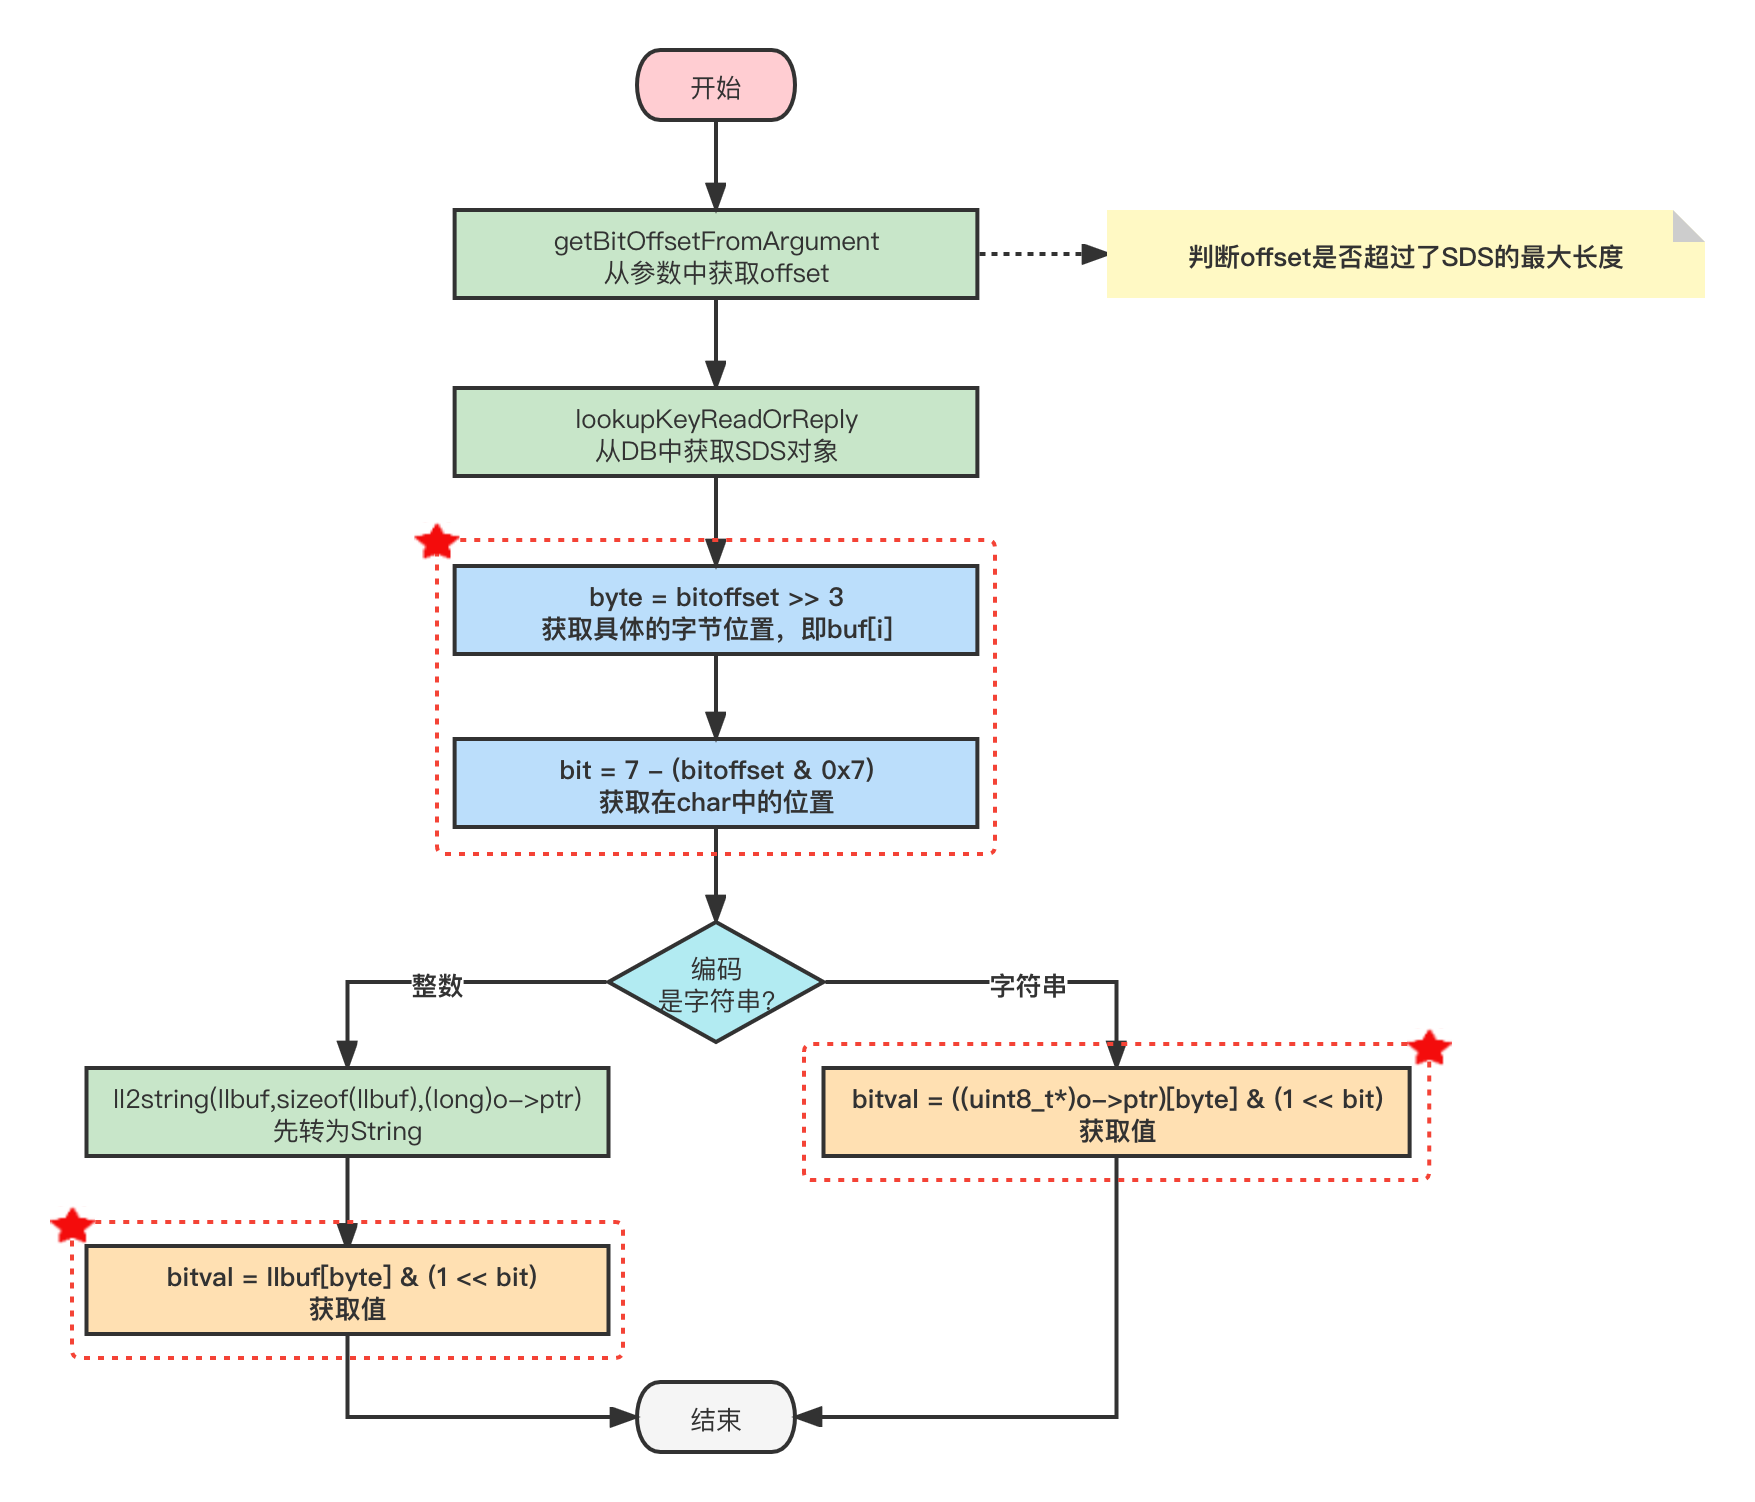 开始
getBitOffsetFromArgument
从参数中获取offset
判断offset是否超过了SDS的最大长度
lookupKeyReadOrReply
从DB中获取SDS对象
byte = bitoffset >> 3
获取具体的字节位置，即buf[i]
bit = 7 - (bitoffset & 0x7)
获取在char中的位置
编码
是字符串?
整数
字符串
ll2string(llbuf,sizeof(llbuf),(long)o->ptr)
先转为String
bitval = ((uint8_t*)o->ptr)[byte] & (1 << bit)
获取值
bitval = llbuf[byte] & (1 << bit)
获取值
结束